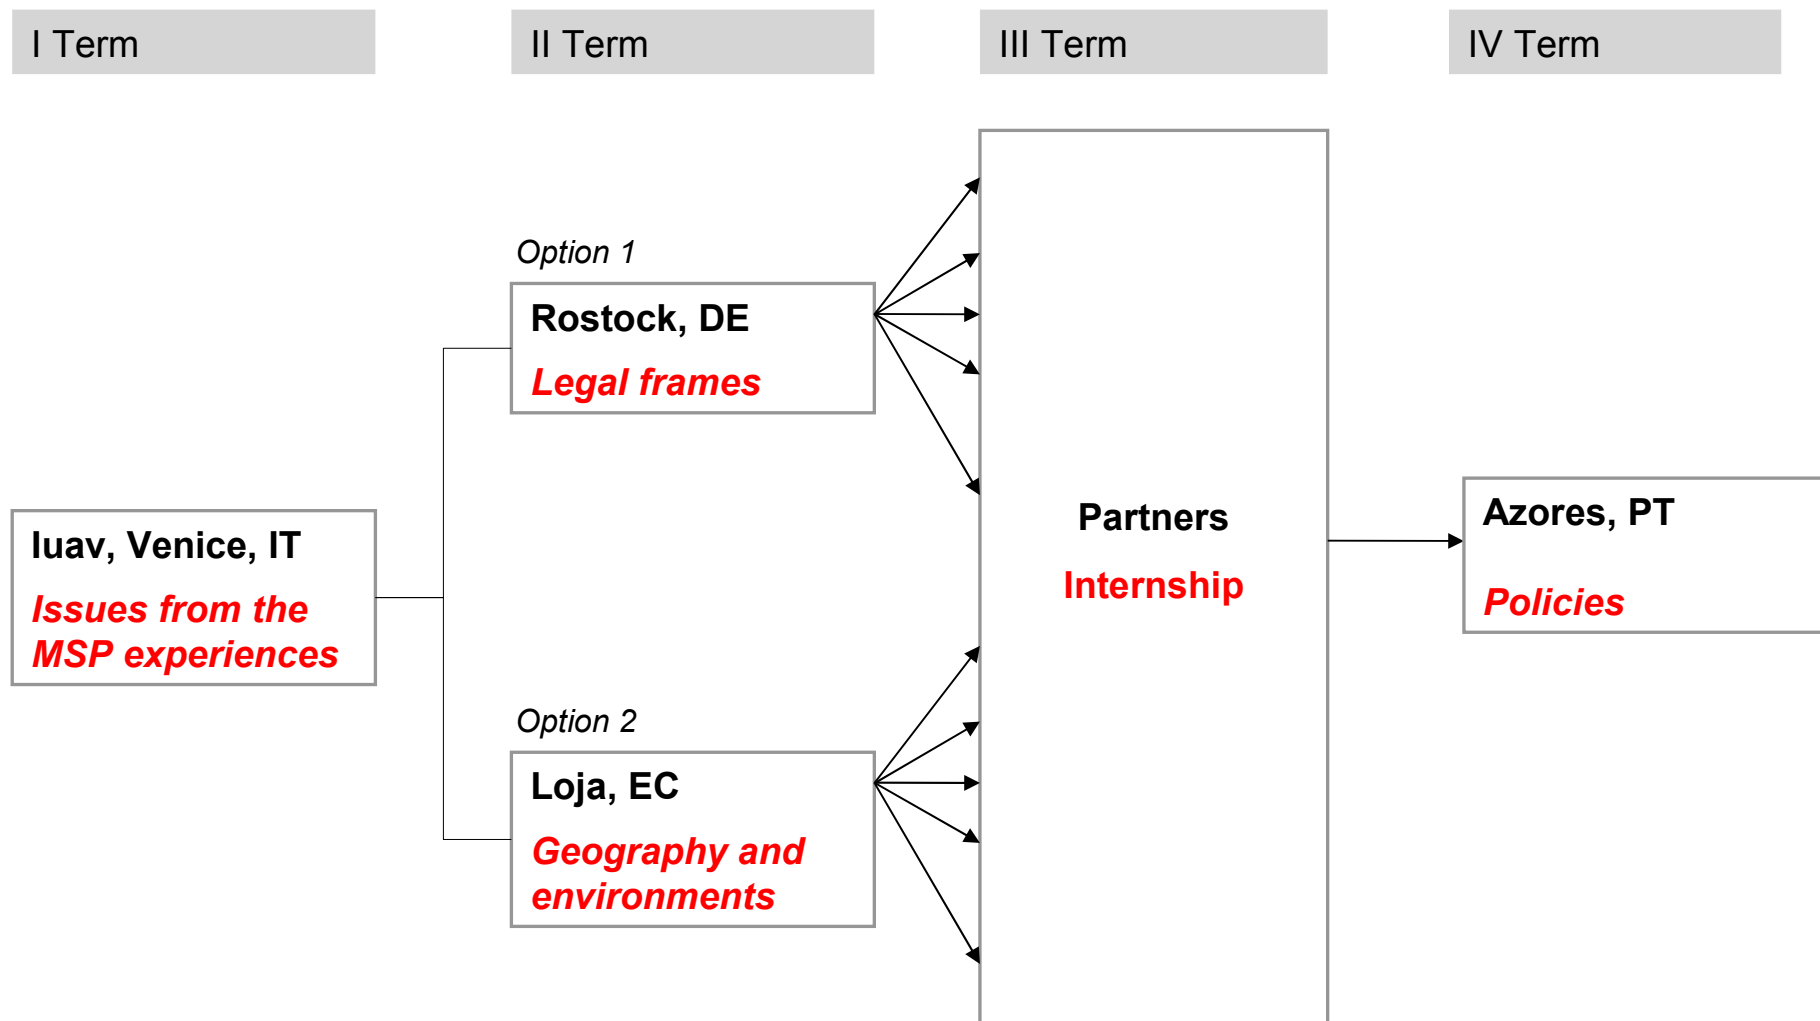 I Term
II Term
III Term
IV Term
Option 1
Rostock, DE
Legal frames
Iuav, Venice, IT
Issues from the
MSP experiences
Option 2
Loja, EC
Geography and
environments
Partners
Internship
Azores, PT
Policies